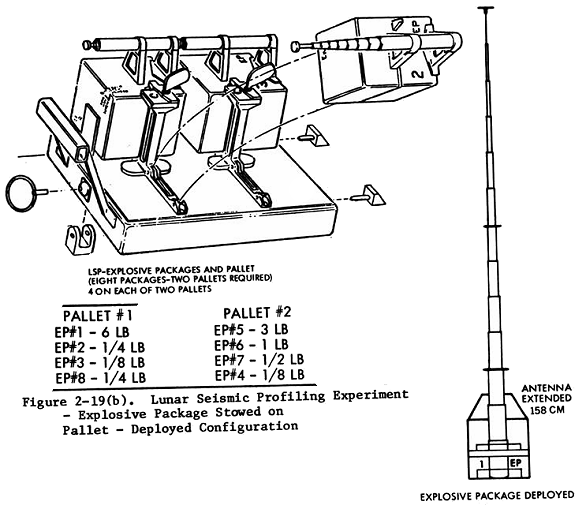 EP
2
LSP-EXPLOSIVE PACKAGES AND PALLET
(EIGHT PACKAGES-TWO PALLETS REQUIRED)
4 ON EACH OF TWO PALLETS
PALLET #1
EP#1 - 6 LB
EP#2 - 1/4 LB
EP#3 - 1/8 LB
EP#8 - 1/4 LB
PALLET #2
EP#5 - 3 LB
EP#6 - 1 LB
EP#7 - 1/2 LB
EP#4 - 1/8 LB
Figure 2-19(b). Lunar Seismic Profiling Experiment
- Explosive Package Stowed on
Pallet - Deployed Configuration
ANTENNA
EXTENDED
158 CM
1 EP
EXPLOSIVE PACKAGE DEPLOYED